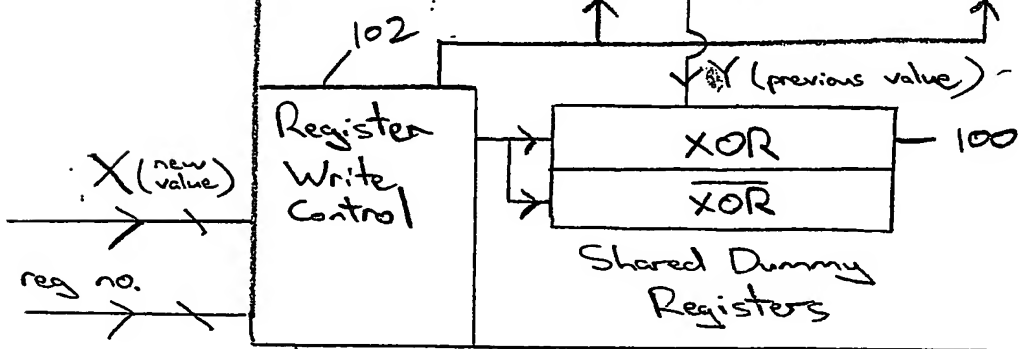 102
Y (previous value)
Register
Write
Control
XOR
100
XOR
X (new value)
Shared Dummy
Registers
reg no.